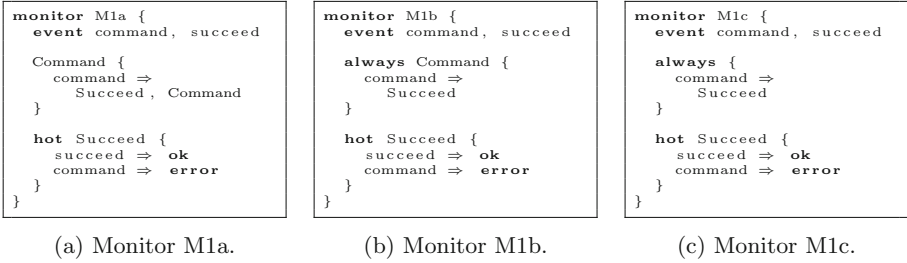 monitor M1a {
event command, succeed
Command {
command ⇒
Succeed, Command
}
hot Succeed {
succeed ⇒ ok
command ⇒ error
}
}
(a) Monitor M1a.
monitor M1b {
event command, succeed
always Command {
command ⇒
Succeed
}
hot Succeed {
succeed ⇒ ok
command ⇒ error
}
}
(b) Monitor M1b.
monitor M1c {
event command, succeed
always {
command ⇒
Succeed
}
hot Succeed {
succeed ⇒ ok
command ⇒ error
}
}
(c) Monitor M1c.